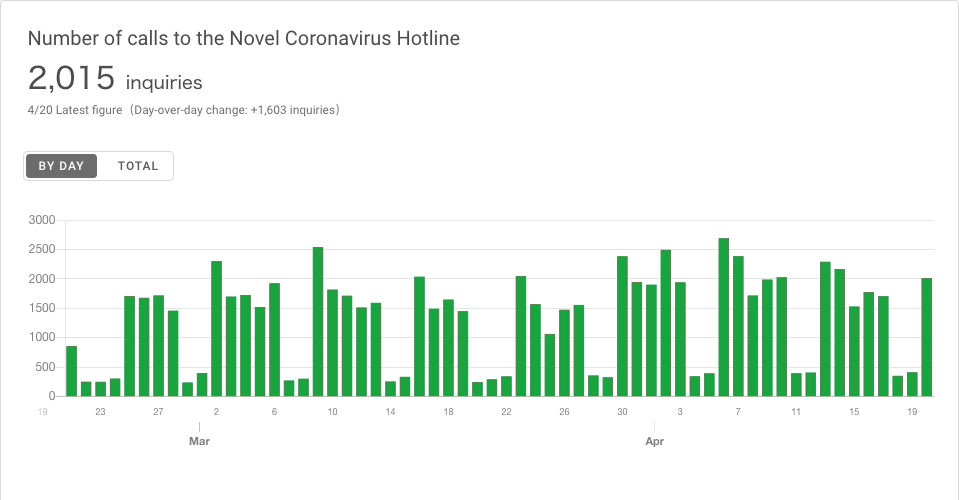 Number of calls to the Novel Coronavirus Hotline
2,015 inquiries
4/20 Latest figure（Day-over-day change: +1,603 inquiries）
BY DAY TOTAL
3000
2500
2000
1500
1000
500
0
19 23 27 2 6 10 14 18 22 26 30 3 7 11 15 19
Mar Apr